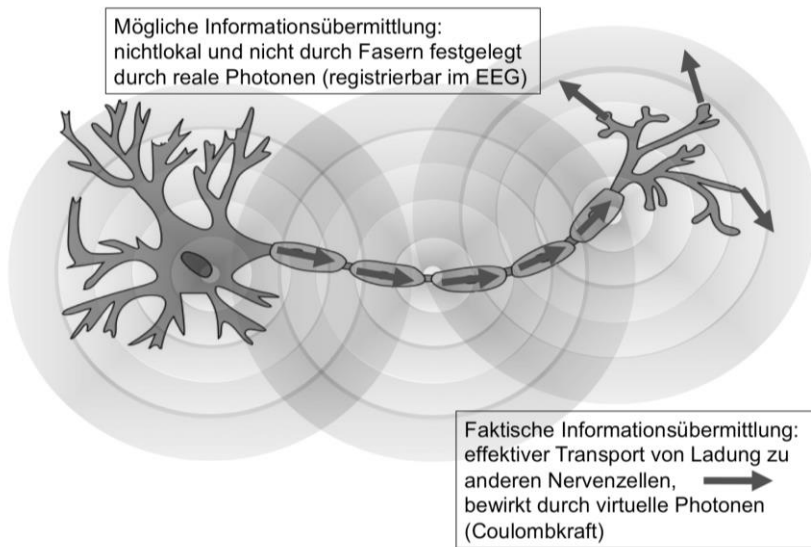 Mögliche Informationsübermittlung:
nichtlokal und nicht durch Fasern festgelegt
durch reale Photonen (registrierbar im EEG)
Faktische Informationsübermittlung:
effektiver Transport von Ladung zu
anderen Nervenzellen,
bewirkt durch virtuelle Photonen
(Coulombkraft)